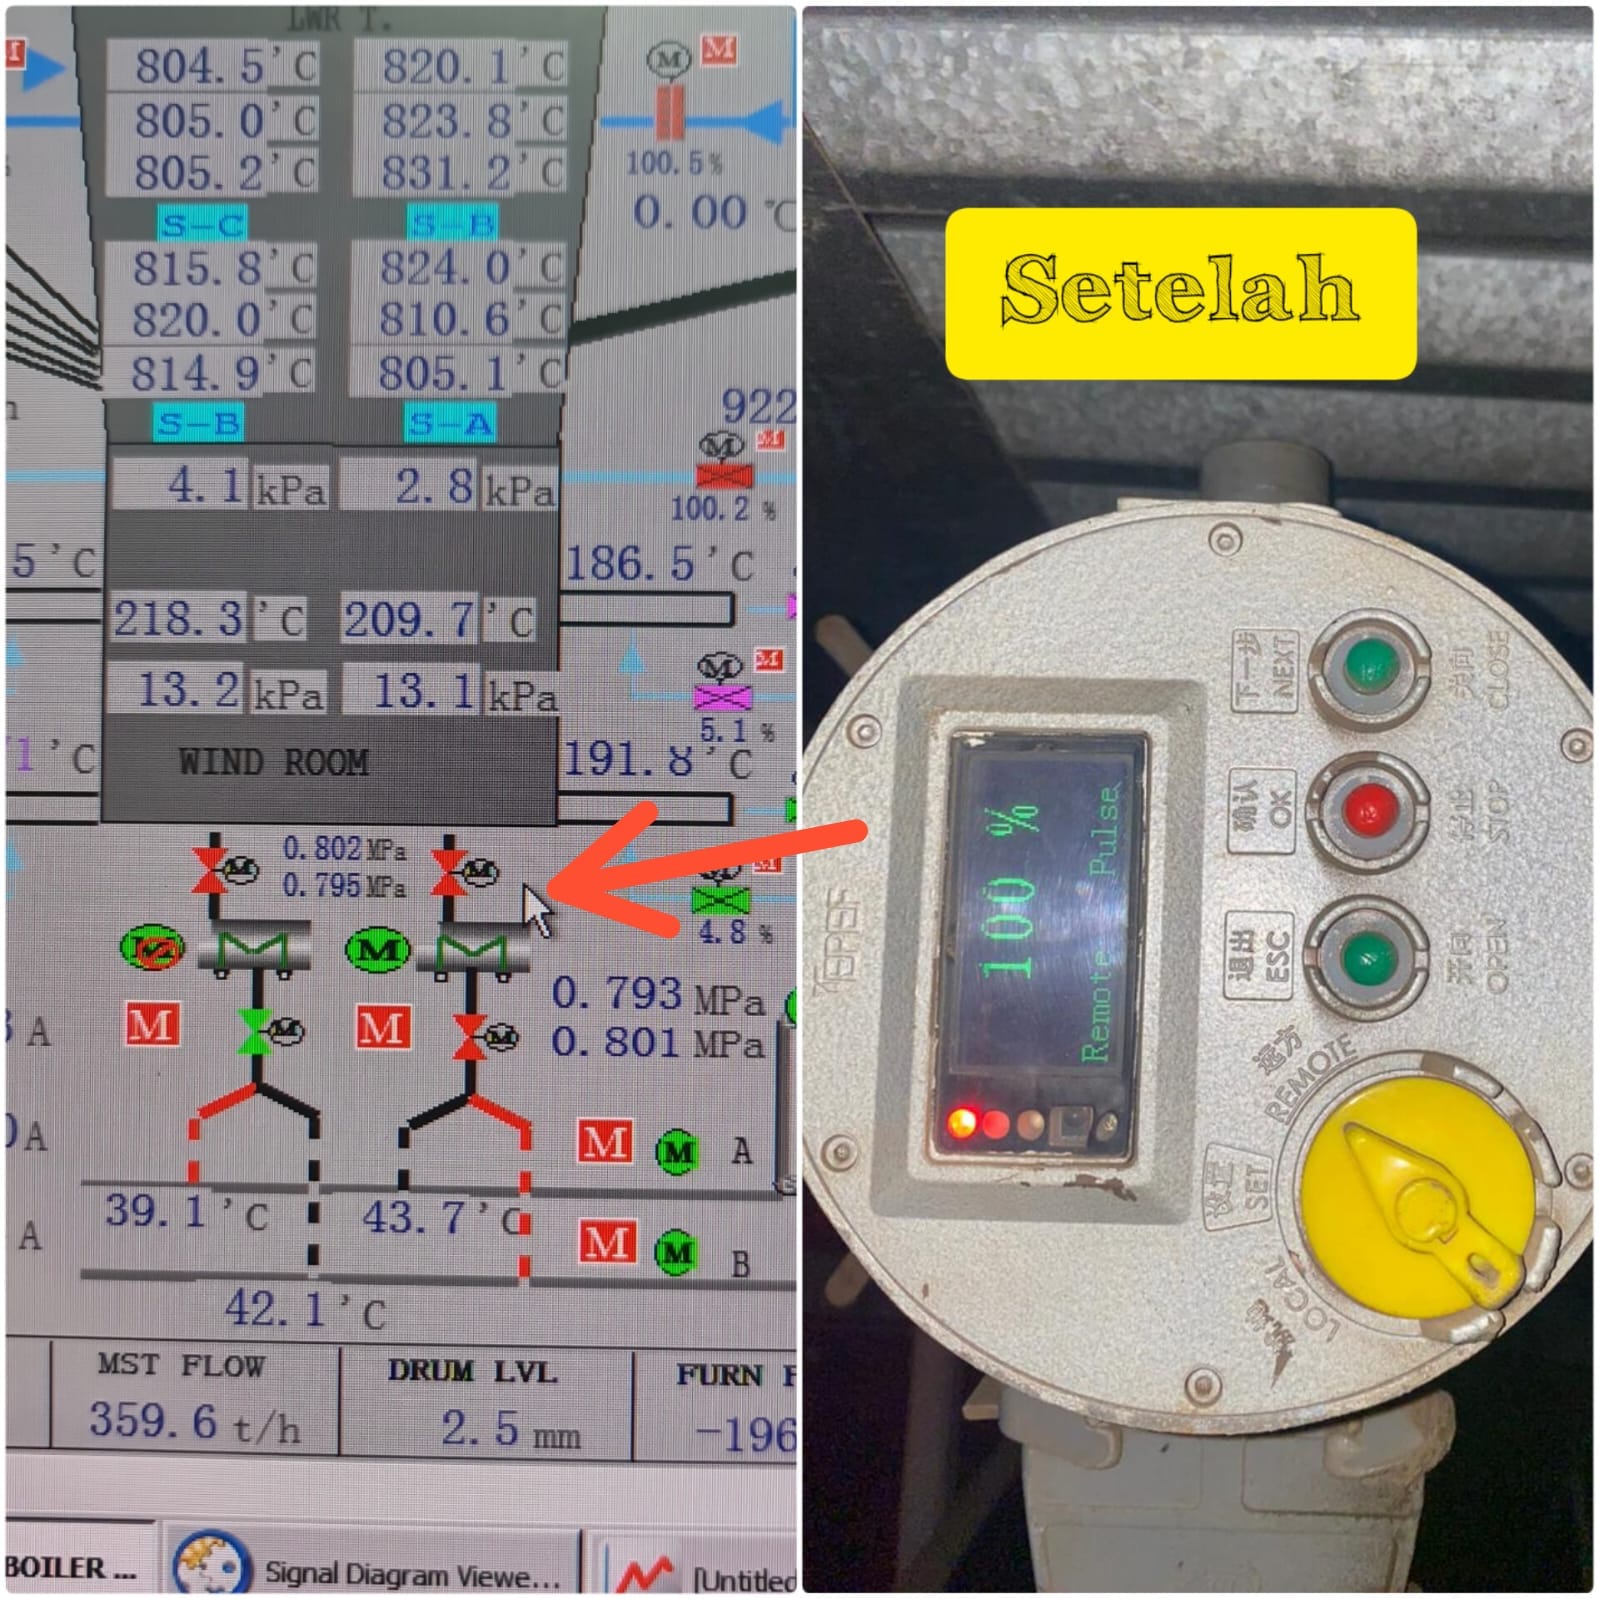 LWR T.
804.5 'C 820.1 'C
805.0 'C 823.8 'C
805.2 'C 831.2 'C
S-C S-B
815.8 'C 824.0 'C
820.0 'C 810.6 'C
814.9 'C 805.1 'C
S-B S-A
4.1 kPa 2.8 kPa
218.3 'C 209.7 'C
13.2 kPa 13.1 kPa
WIND ROOM
M M
100.5 %
0.00 'C
922
M M
100.2 %
5 'C
186.5 'C
M M
5.1 %
1 'C
191.8 'C
M
4.8 %
0.802 MPa
0.795 MPa
M M
M
M M
M M
0.793 MPa
0.801 MPa
A
A
A
M M A
M M B
39.1 'C 43.7 'C
42.1 'C
MST FLOW DRUM LVL FURN
359.6 t/h 2.5 mm -196
BOILER ...
Signal Diagram Viewe...
[Untitled
Setelah
100 %
Remote Pulse
下一步
NEXT
确认
OK
退出
ESC
关向
CLOSE
停止
STOP
开向
OPEN
远方
REMOTE
设置
SET
LOCAL